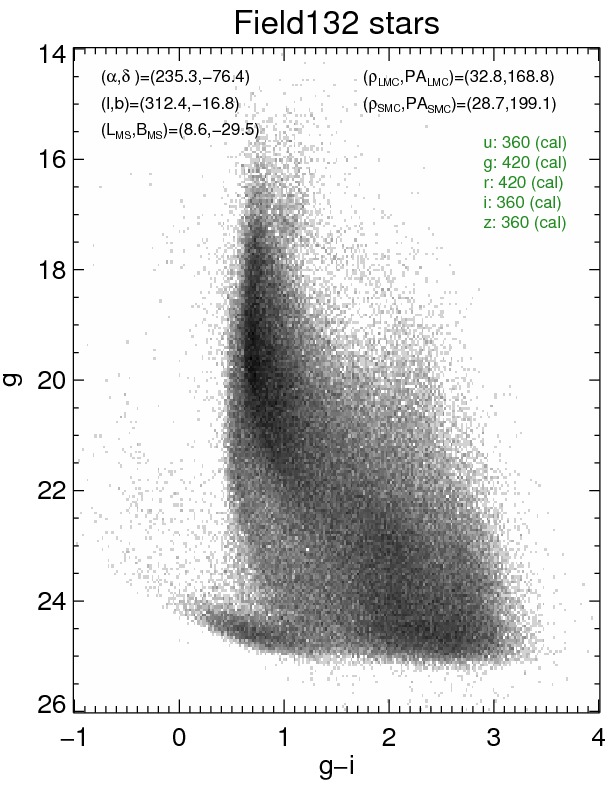 Field132 stars
(α,δ)=(235.3,−76.4)
(ρLMC,PALMC)=(32.8,168.8)
(l,b)=(312.4,−16.8)
(ρSMC,PASMC)=(28.7,199.1)
(LMS,BMS)=(8.6,−29.5)
u: 360 (cal)
g: 420 (cal)
r: 420 (cal)
i: 360 (cal)
z: 360 (cal)
14
16
18
20
22
24
26
g
−1 0 1 2 3 4
g−i